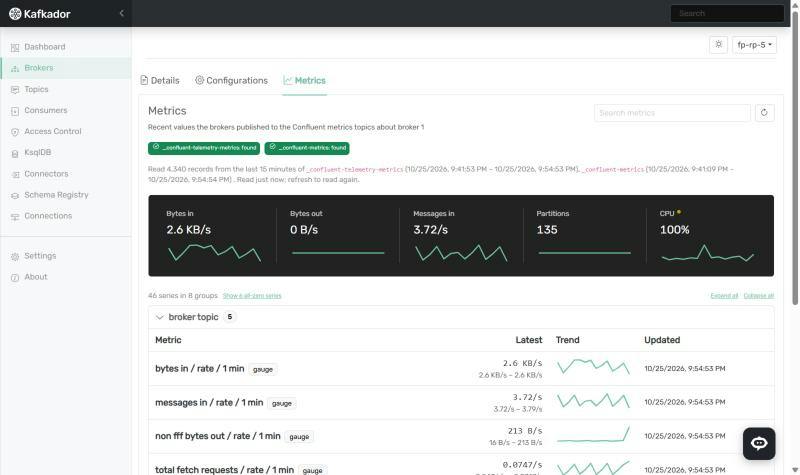 Kafkador
Search
Dashboard
Brokers
Topics
Consumers
Access Control
KsqlDB
Connectors
Schema Registry
Connections
Settings
About
fp-rp-5
Details
Configurations
Metrics
Metrics
Search metrics
Recent values the brokers published to the Confluent metrics topics about broker 1
_confluent-telemetry-metrics: found
_confluent-metrics: found
Read 4,340 records from the last 15 minutes of _confluent-telemetry-metrics (10/25/2026, 9:41:53 PM – 10/25/2026, 9:54:53 PM), _confluent-metrics (10/25/2026, 9:41:09 PM –
10/25/2026, 9:54:54 PM) . Read just now; refresh to read again.
Bytes in
2.6 KB/s
Bytes out
0 B/s
Messages in
3.72/s
Partitions
135
CPU
100%
46 series in 8 groups Show 6 all-zero series
Expand all Collapse all
broker topic 5
Metric Latest Trend Updated
bytes in / rate / 1 min gauge
2.6 KB/s
2.6 KB/s – 2.6 KB/s
10/25/2026, 9:54:53 PM
messages in / rate / 1 min gauge
3.72/s
3.72/s – 3.79/s
10/25/2026, 9:54:53 PM
non fff bytes out / rate / 1 min gauge
213 B/s
16 B/s – 213 B/s
10/25/2026, 9:54:53 PM
total fetch requests / rate / 1 min gauge
0.0747/s
10/25/2026, 9:54:53 PM